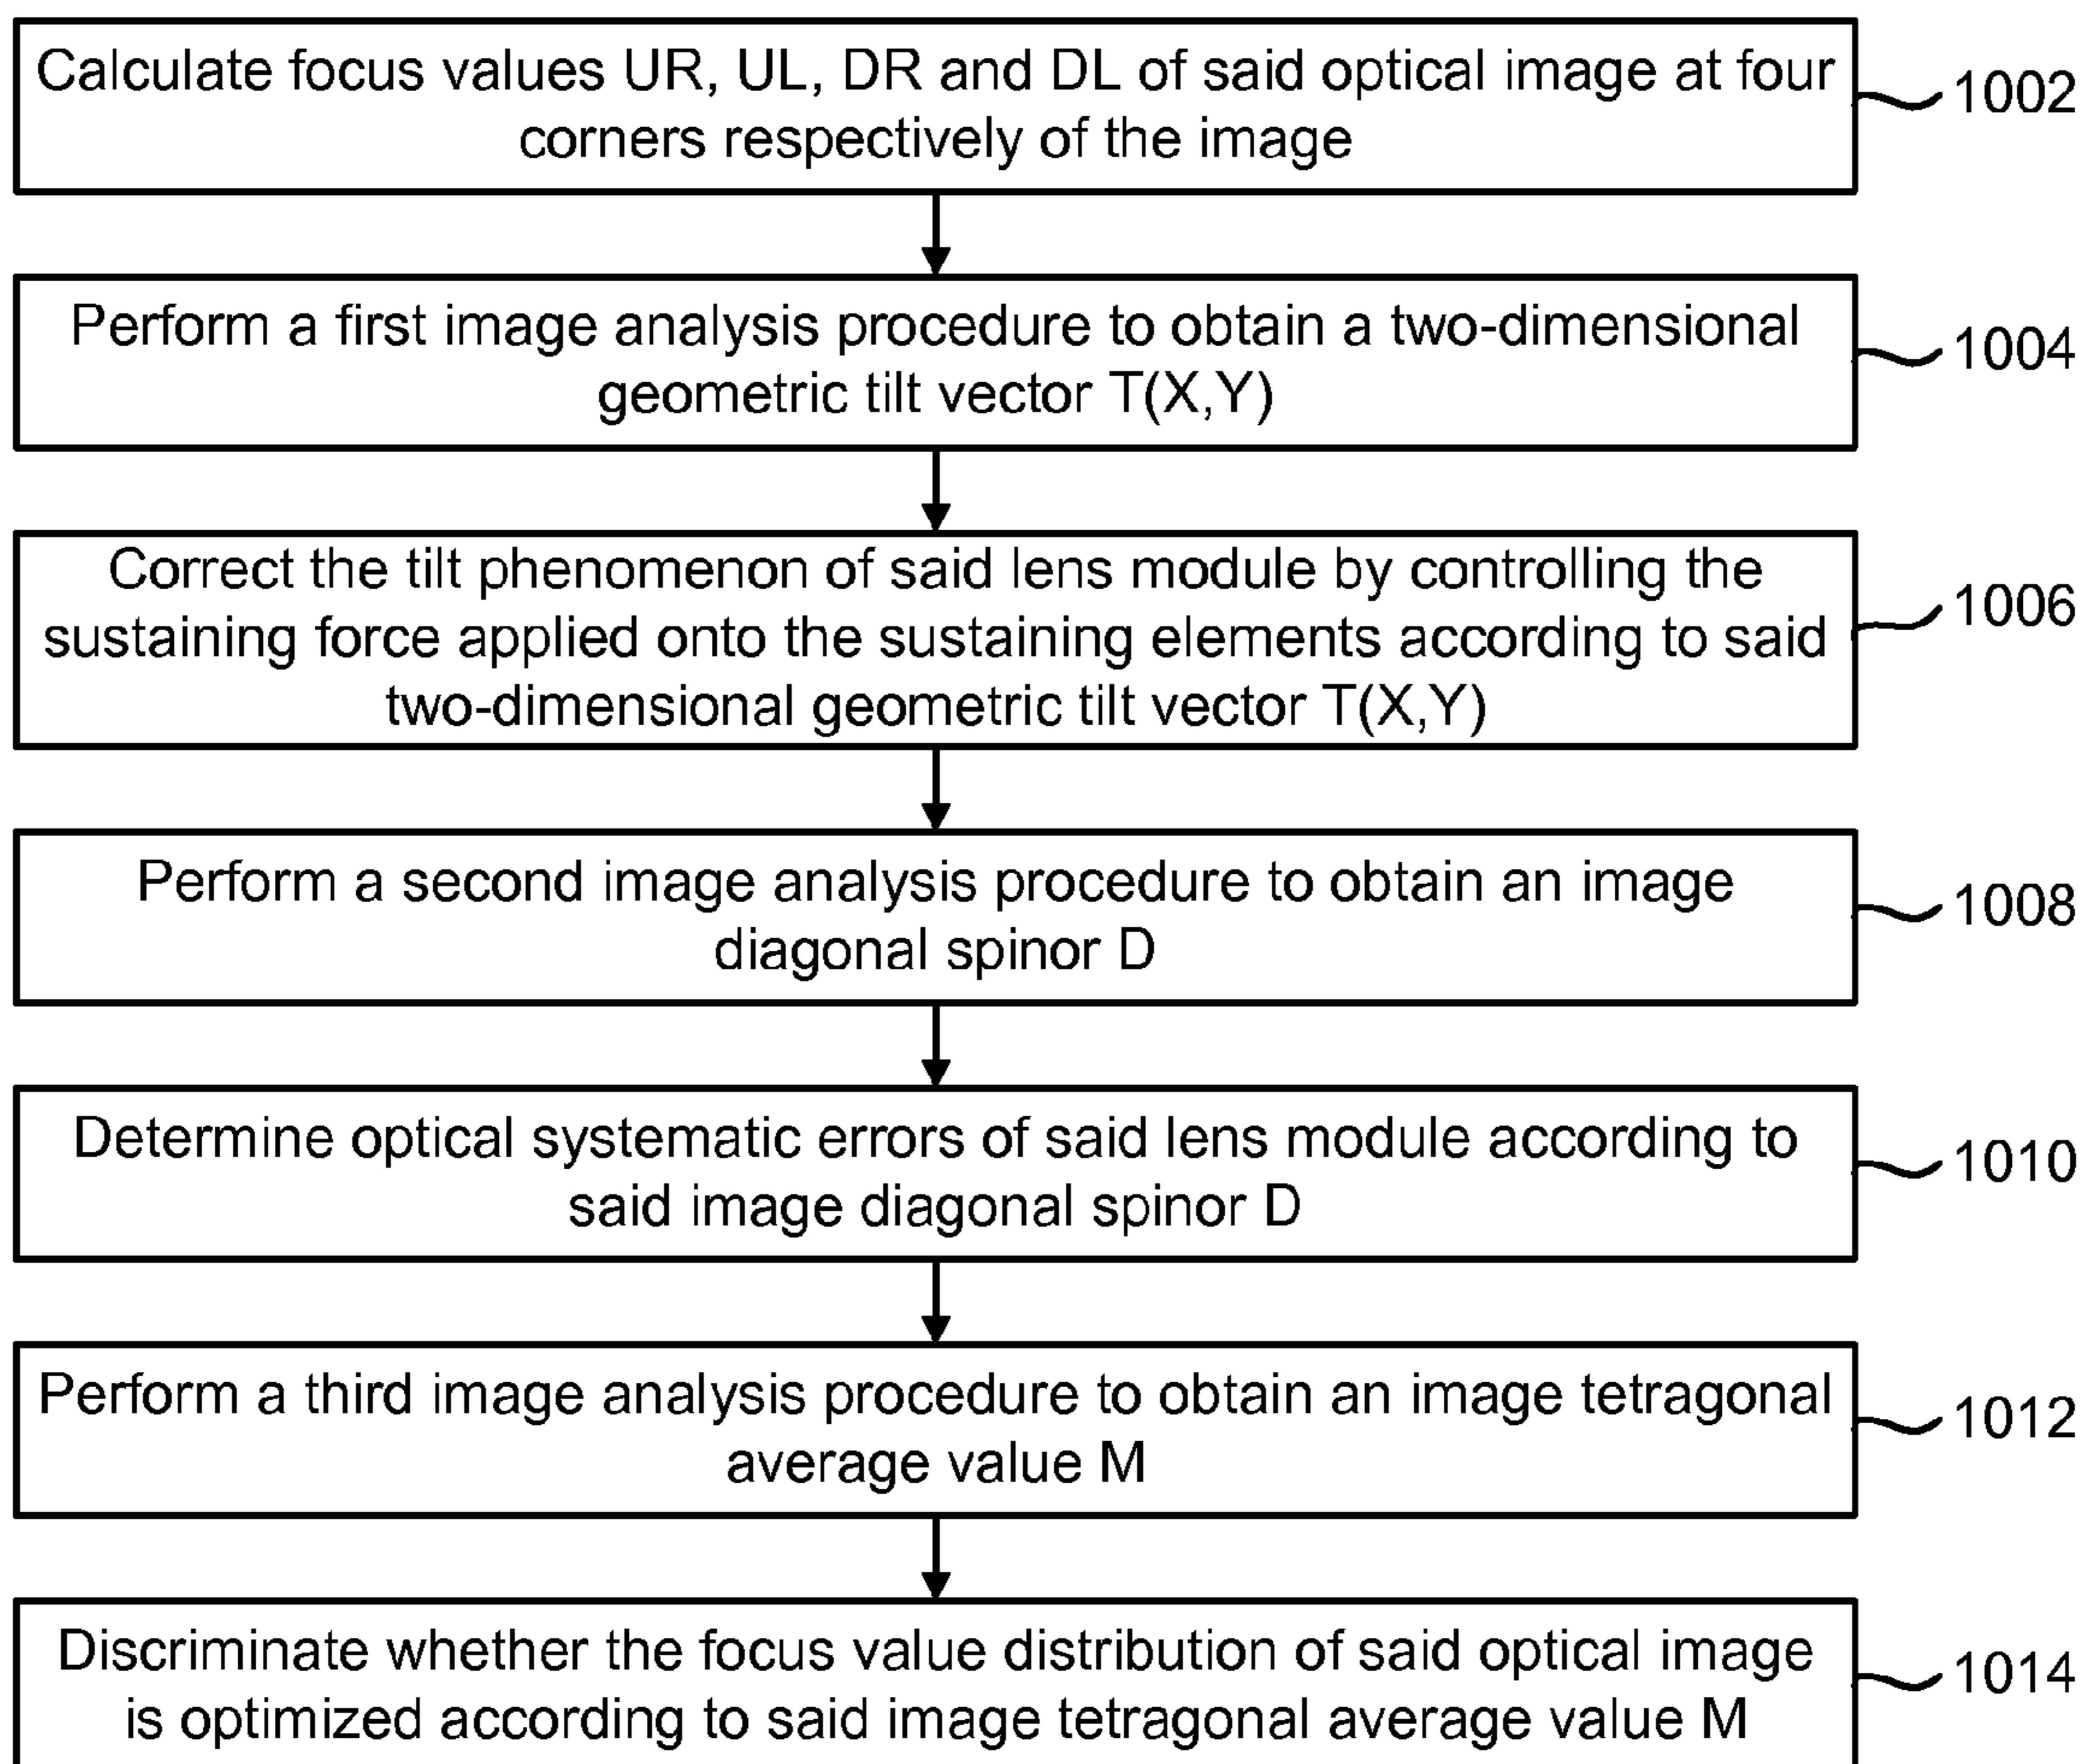 Calculate focus values UR, UL, DR and DL of said optical image at four
corners respectively of the image
1002
Perform a first image analysis procedure to obtain a two-dimensional
geometric tilt vector T(X,Y)
1004
Correct the tilt phenomenon of said lens module by controlling the
sustaining force applied onto the sustaining elements according to said
two-dimensional geometric tilt vector T(X,Y)
1006
Perform a second image analysis procedure to obtain an image
diagonal spinor D
1008
Determine optical systematic errors of said lens module according to
said image diagonal spinor D
1010
Perform a third image analysis procedure to obtain an image tetragonal
average value M
1012
Discriminate whether the focus value distribution of said optical image
is optimized according to said image tetragonal average value M
1014